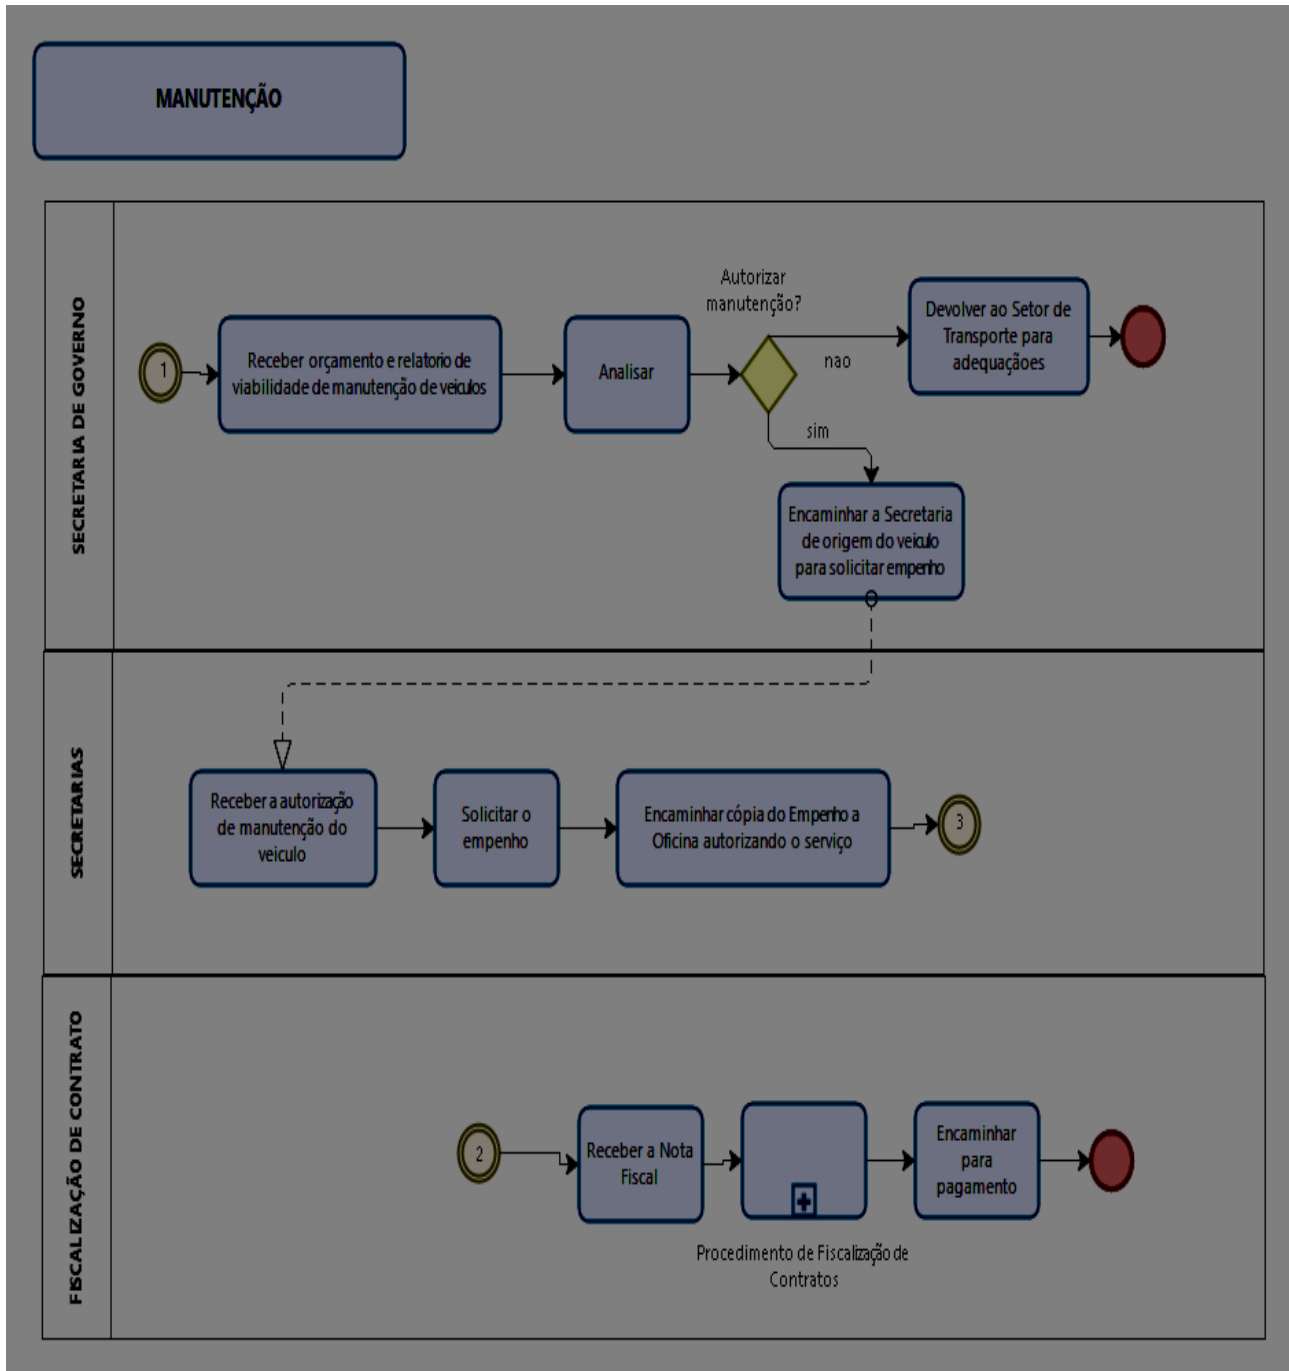 MANUTENÇÃO
SECRETARIA DE GOVERNO
1
Receber orçamento e relatorio de
viabilidade de manutenção de veiculos
Analisar
Autorizar
manutenção?
nao
Devolver ao Setor de
Transporte para
adequaçãoes
sim
Encaminhar a Secretaria
de origem do veiculo
para solicitar empenho
SECRETARIAS
Receber a autorização
de manutenção do
veiculo
Solicitar o
empenho
Encaminhar cópia do Empenho a
Oficina autorizando o serviço
3
FISCALIZAÇÃO DE CONTRATO
2
Receber a Nota
Fiscal
Procedimento de Fiscalização de
Contratos
Encaminhar
para
pagamento